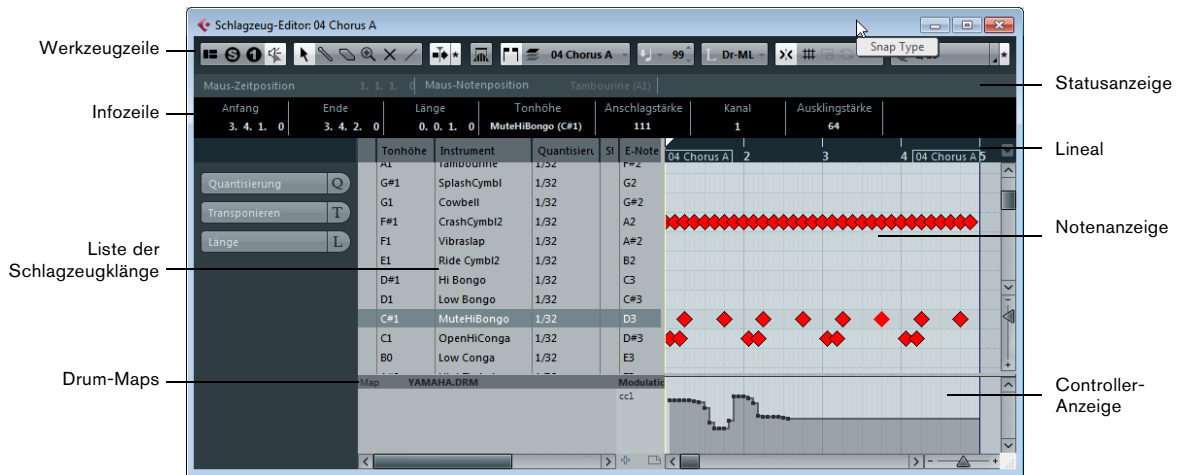 Schlagzeug-Editor: 04 Chorus A
Werkzeugzeile
04 Chorus A
99
L Dr-ML
Snap Type
Maus-Zeitposition 1. 1. 1. 0 Maus-Notenposition Tambourine (A1)
Statusanzeige
Infozeile
Anfang Ende Länge Tonhöhe Anschlagstärke Kanal Ausklingstärke
3. 4. 1. 0 3. 4. 2. 0 0. 0. 1. 0 MuteHiBongo (C#1) 111 1 64
Tonhöhe Instrument Quantisieru E-Note
04 Chorus A 2 3 4 04 Chorus A 5
Lineal
A1 Tambourine 1/32 F#2
Quantisierung Q
G#1 SplashCymbl 1/32 G2
G1 Cowbell 1/32 G#2
Transponieren T
F#1 CrashCymbl2 1/32 A2
Notenanzeige
Länge L
F1 Vibraslap 1/32 A#2
Liste der
Schlagzeugklänge
E1 Ride Cymbl2 1/32 B2
D#1 Hi Bongo 1/32 C3
D1 Low Bongo 1/32 C#3
C#1 MuteHiBongo 1/32 D3
C1 OpenHiConga 1/32 D#3
B0 Low Conga 1/32 E3
Drum-Maps
Map YAMAHA.DRM Modulatio
cc1
Controller-
Anzeige